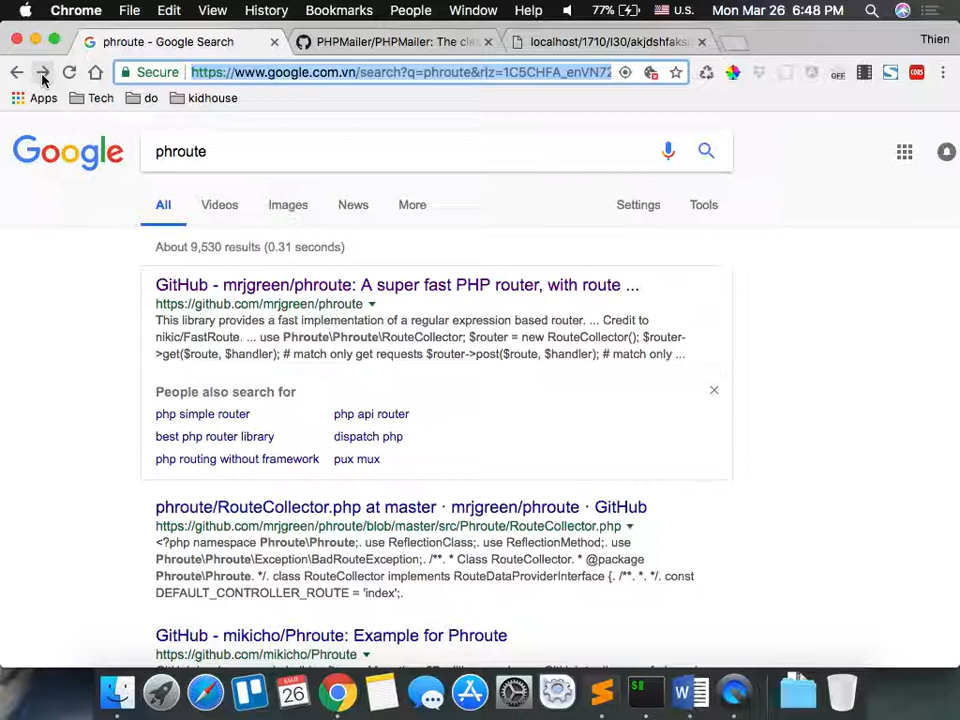 Chrome File Edit View History Bookmarks People Window Help 77% U.S. Mon Mar 26 6:48 PM
phroute - Google Search PHPMailer/PHPMailer: The cla localhost/1710/l30/akjdshfaks Thien
Secure https://www.google.com.vn/search?q=phroute&rlz=1C5CHFA_enVN72
Apps Tech do kidhouse
Google phroute
All Videos Images News More Settings Tools
About 9,530 results (0.31 seconds)
GitHub - mrjgreen/phroute: A super fast PHP router, with route ...
https://github.com/mrjgreen/phroute
This library provides a fast implementation of a regular expression based router. ... Credit to
nikic/FastRoute. ... use Phroute\Phroute\RouteCollector; $router = new RouteCollector(); $router-
>get($route, $handler); # match only get requests $router->post($route, $handler); # match only ...
People also search for
php simple router php api router
best php router library dispatch php
php routing without framework pux mux
phroute/RouteCollector.php at master · mrjgreen/phroute · GitHub
https://github.com/mrjgreen/phroute/blob/master/src/Phroute/RouteCollector.php
<?php namespace Phroute\Phroute;. use ReflectionClass;. use ReflectionMethod;. use
Phroute\Phroute\Exception\BadRouteException;. /**. * Class RouteCollector. * @package
Phroute\Phroute. */. class RouteCollector implements RouteDataProviderInterface {. /**. *. */. const
DEFAULT_CONTROLLER_ROUTE = 'index';.
GitHub - mikicho/Phroute: Example for Phroute
https://github.com/mikicho/Phroute